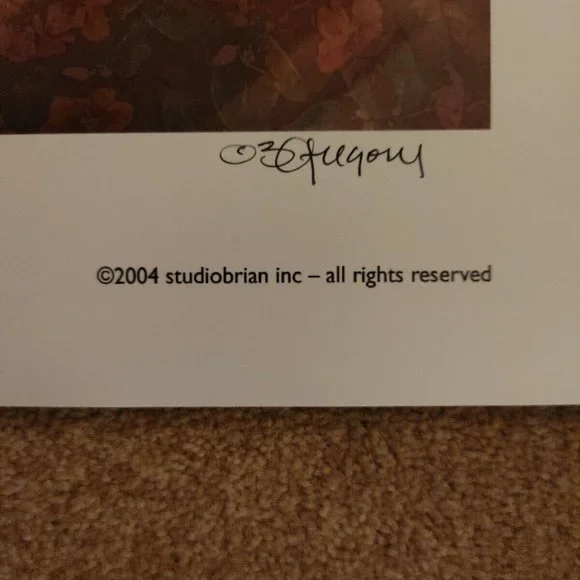 ©2004 studiobrian inc – all rights reserved